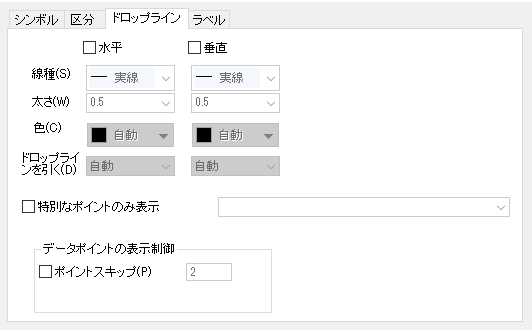 シンボル 区分 ドロップライン ラベル
水平 垂直
線種(S) 実線 実線
太さ(W) 0.5 0.5
色(C) 自動 自動
ドロップライ
ンを引く(D) 自動 自動
特別なポイントのみ表示
データポイントの表示制御
ポイントスキップ(P) 2